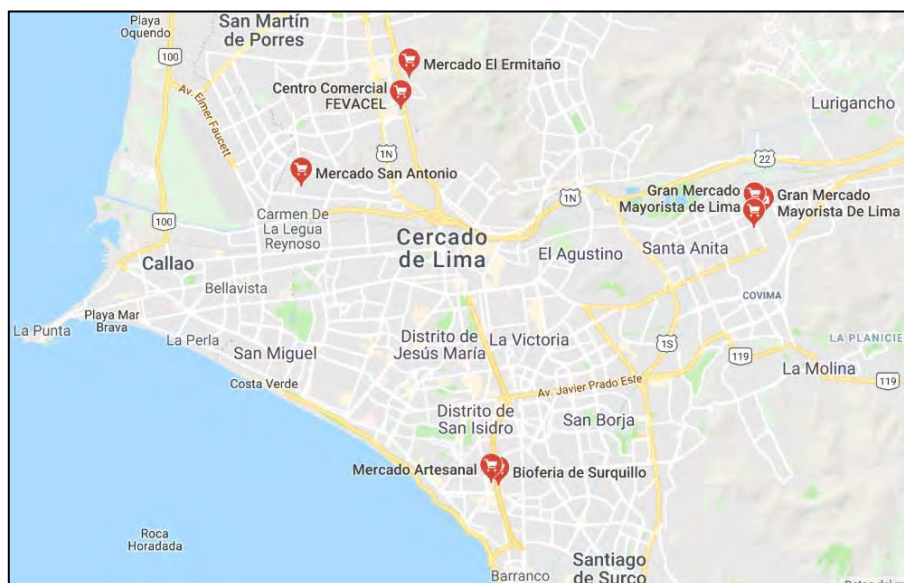 Playa
Oquendo
San Martín
de Porres
100
Mercado El Ermitaño
Centro Comercial
FEVACEL
Av. Elmer Faucett
Lurigancho
1N
22
Mercado San Antonio
1N
Gran Mercado
Mayorista de Lima
Gran Mercado
Mayorista De Lima
100
Carmen De
La Legua
Reynoso
Cercado
de Lima
El Agustino
Santa Anita
Callao
Bellavista
COVIMA
La Punta
Playa Mar
Brava
La Perla
San Miguel
Distrito de
Jesús María
La Victoria
1S
119
LA PLANICIE
La Molina
119
Costa Verde
Av. Javier Prado Este
Distrito de
San Isidro
San Borja
Mercado Artesanal
Bioferia de Surquillo
Roca
Horadada
Barranco
Santiago
de Surco